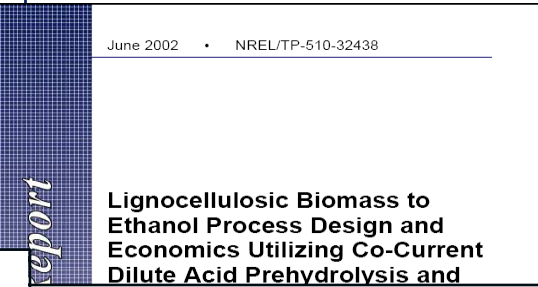 June 2002 • NREL/TP-510-32438
Lignocellulosic Biomass to
Ethanol Process Design and
Economics Utilizing Co-Current
Dilute Acid Prehydrolysis and
eport